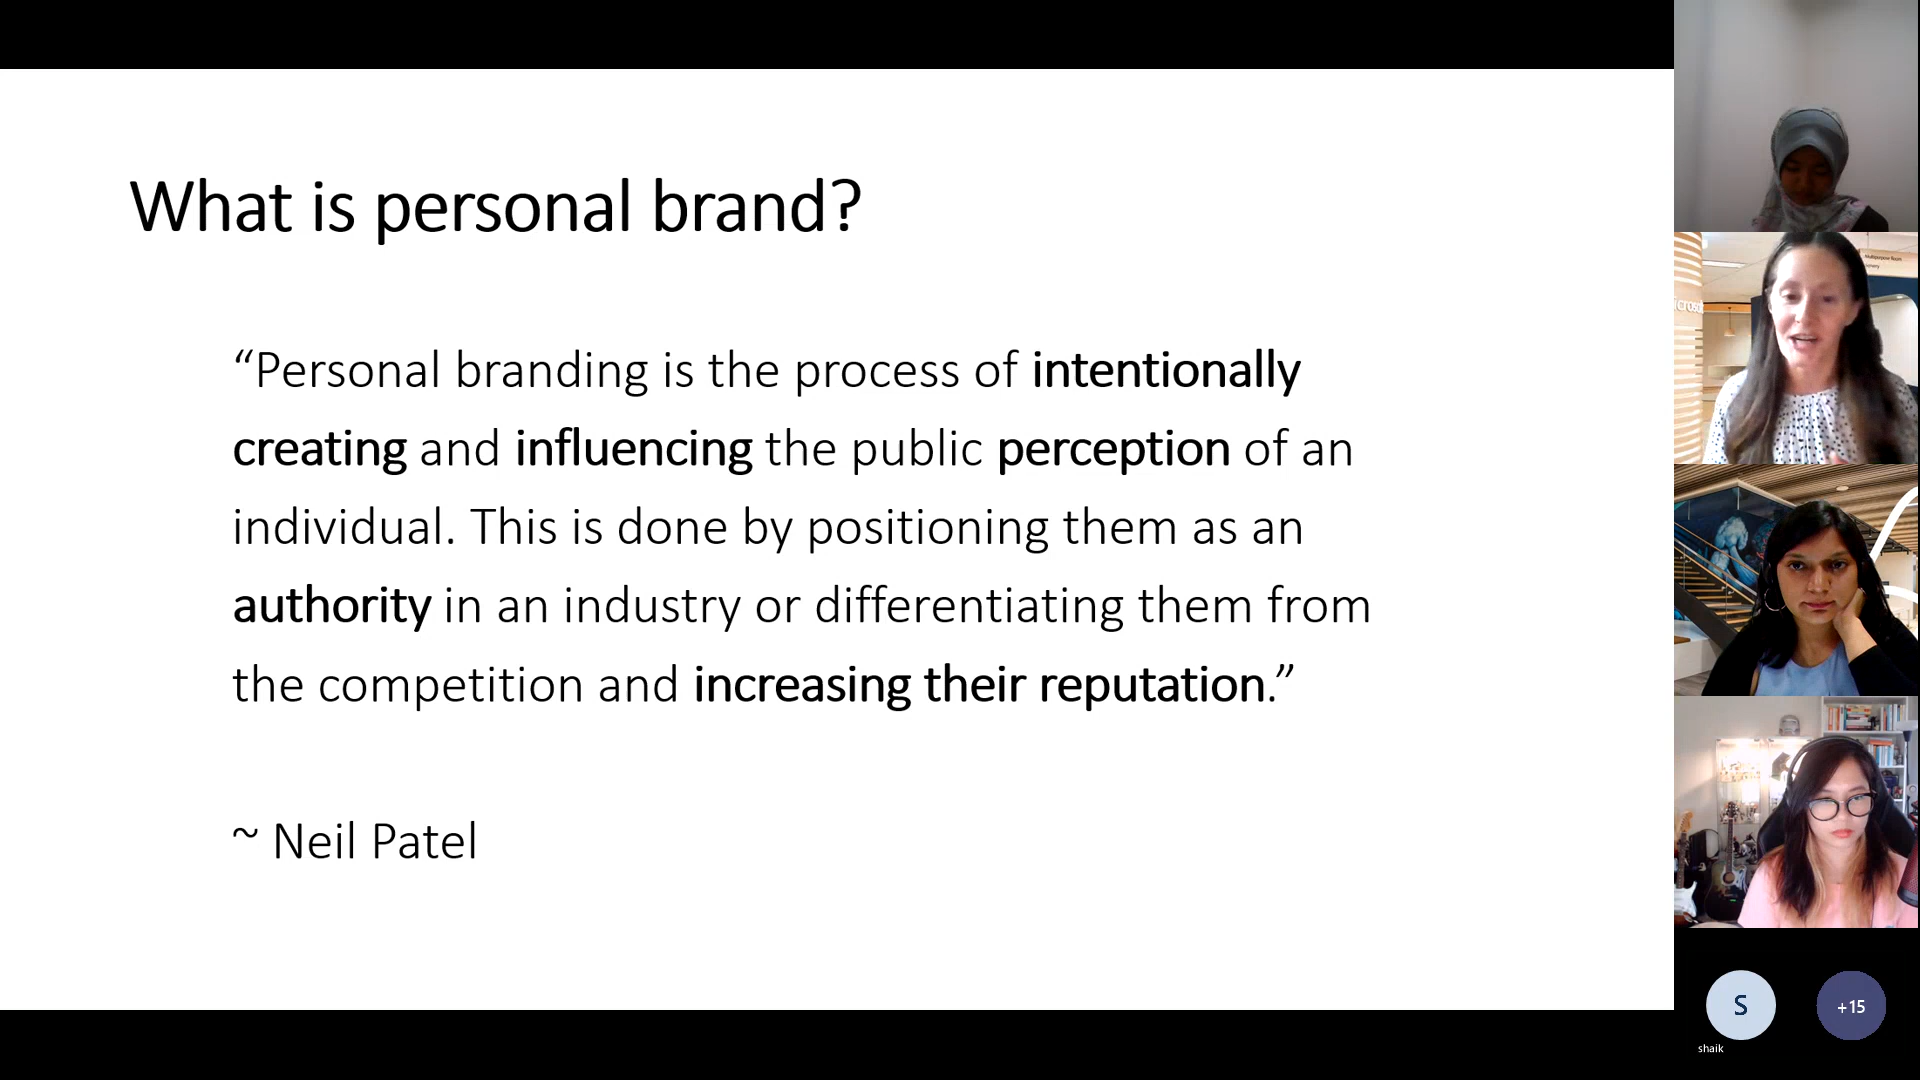 What is personal brand?
“Personal branding is the process of intentionally
creating and influencing the public perception of an
individual. This is done by positioning them as an
authority in an industry or differentiating them from
the competition and increasing their reputation.”
~ Neil Patel
Multipurpose Room
S
+15
shaik